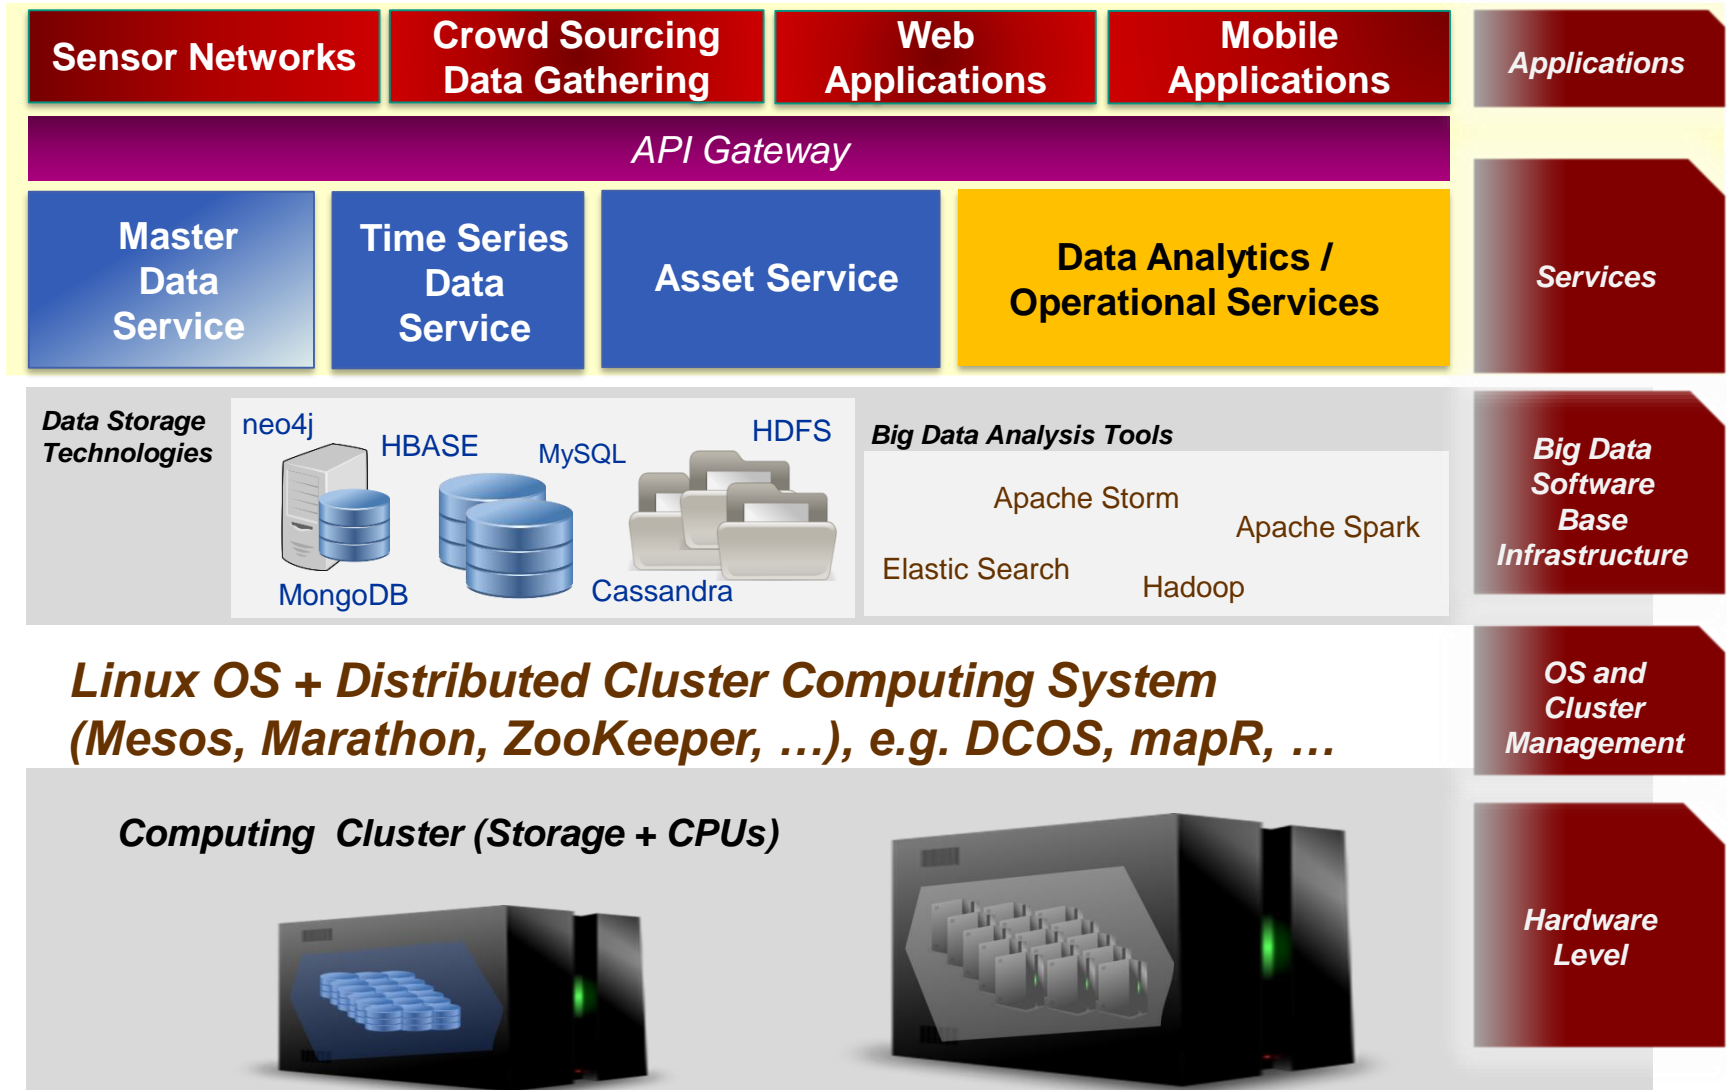 Sensor Networks
Crowd Sourcing
Data Gathering
Web
Applications
Mobile
Applications
Applications
API Gateway
Master
Data
Service
Time Series
Data
Service
Asset Service
Data Analytics /
Operational Services
Services
Data Storage
Technologies
neo4j
HBASE
MySQL
HDFS
MongoDB
Cassandra
Big Data Analysis Tools
Apache Storm
Apache Spark
Elastic Search
Hadoop
Big Data
Software
Base
Infrastructure
Linux OS + Distributed Cluster Computing System
(Mesos, Marathon, ZooKeeper, …), e.g. DCOS, mapR, …
OS and
Cluster
Management
Computing Cluster (Storage + CPUs)
Hardware
Level